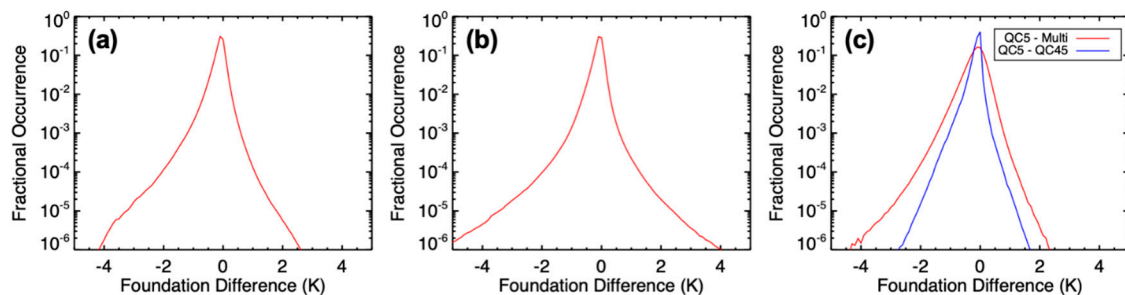 (a)
Fractional Occurrence
10⁰
10⁻¹
10⁻²
10⁻³
10⁻⁴
10⁻⁵
10⁻⁶
-4 -2 0 2 4
Foundation Difference (K)
(b)
Fractional Occurrence
10⁰
10⁻¹
10⁻²
10⁻³
10⁻⁴
10⁻⁵
10⁻⁶
-4 -2 0 2 4
Foundation Difference (K)
(c)
QC5 - Multi
QC5 - QC45
Fractional Occurrence
10⁰
10⁻¹
10⁻²
10⁻³
10⁻⁴
10⁻⁵
10⁻⁶
-4 -2 0 2 4
Foundation Difference (K)